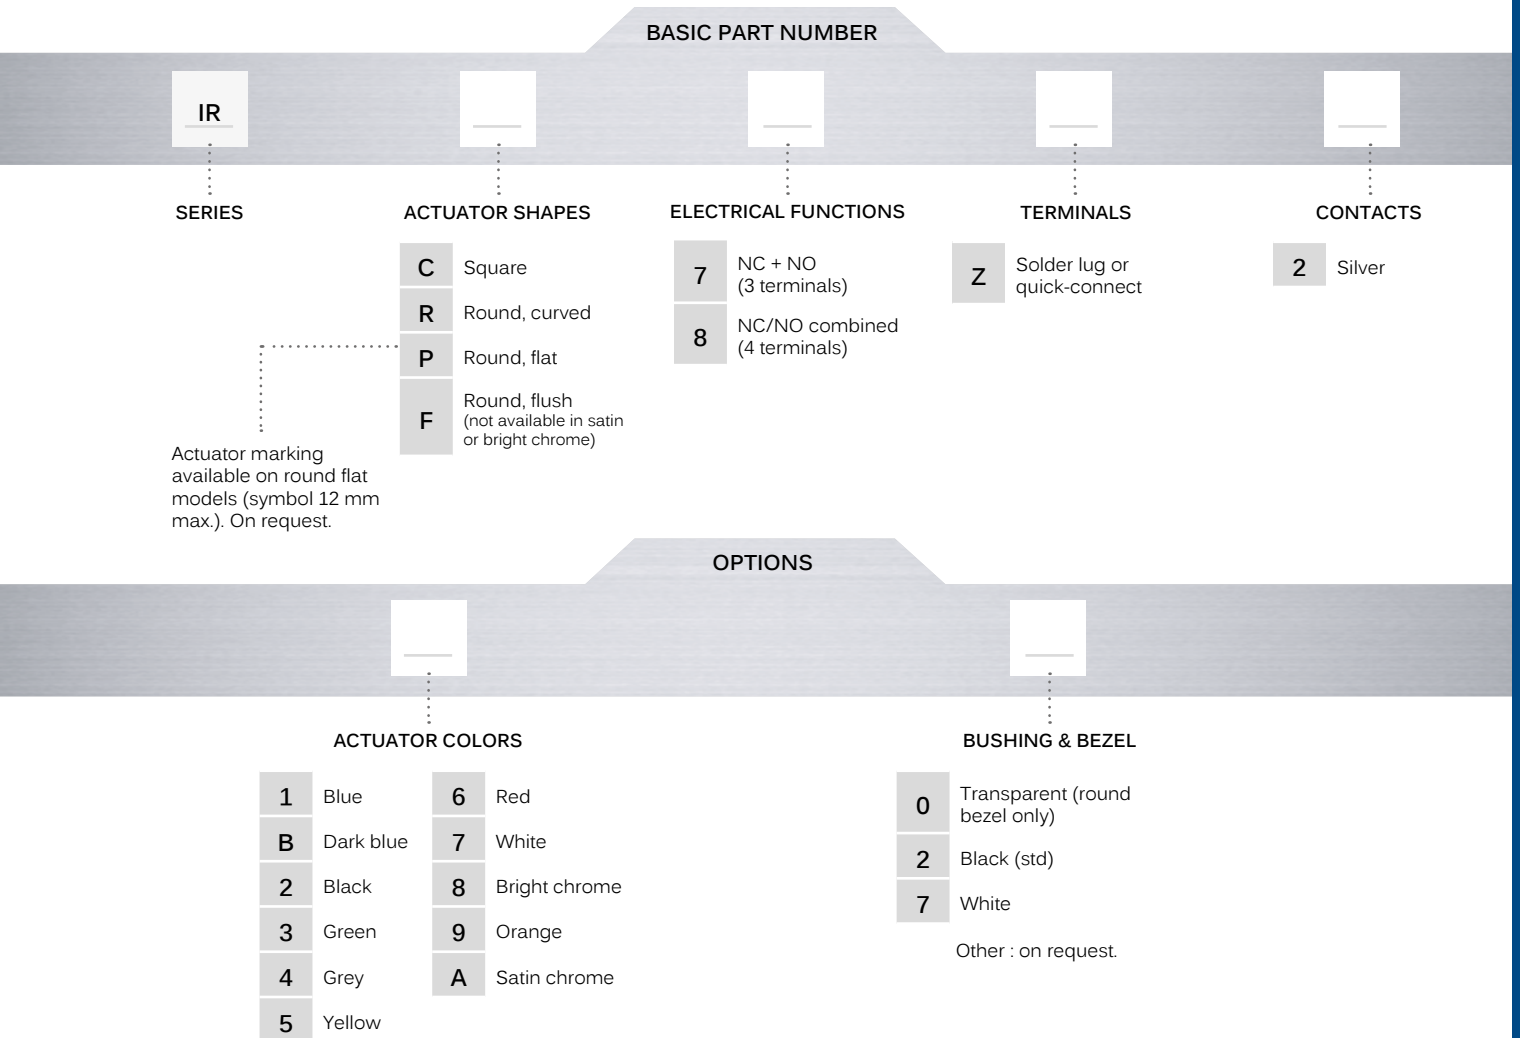 BASIC PART NUMBER
IR
SERIES
ACTUATOR SHAPES
C Square
R Round, curved
P Round, flat
F Round, flush
(not available in satin
or bright chrome)
Actuator marking
available on round flat
models (symbol 12 mm
max.). On request.
ELECTRICAL FUNCTIONS
7 NC + NO
(3 terminals)
8 NC/NO combined
(4 terminals)
TERMINALS
Z Solder lug or
quick-connect
CONTACTS
2 Silver
OPTIONS
ACTUATOR COLORS
1 Blue
B Dark blue
2 Black
3 Green
4 Grey
5 Yellow
6 Red
7 White
8 Bright chrome
9 Orange
A Satin chrome
BUSHING & BEZEL
0 Transparent (round
bezel only)
2 Black (std)
7 White
Other : on request.